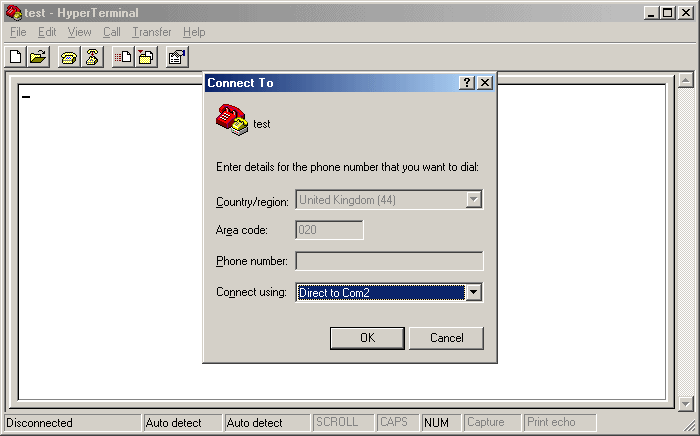 test - HyperTerminal
File Edit View Call Transfer Help
Connect To
test
Enter details for the phone number that you want to dial:
Country/region: United Kingdom (44)
Area code: 020
Phone number:
Connect using: Direct to Com2
OK Cancel
Disconnected Auto detect Auto detect SCROLL CAPS NUM Capture Print echo